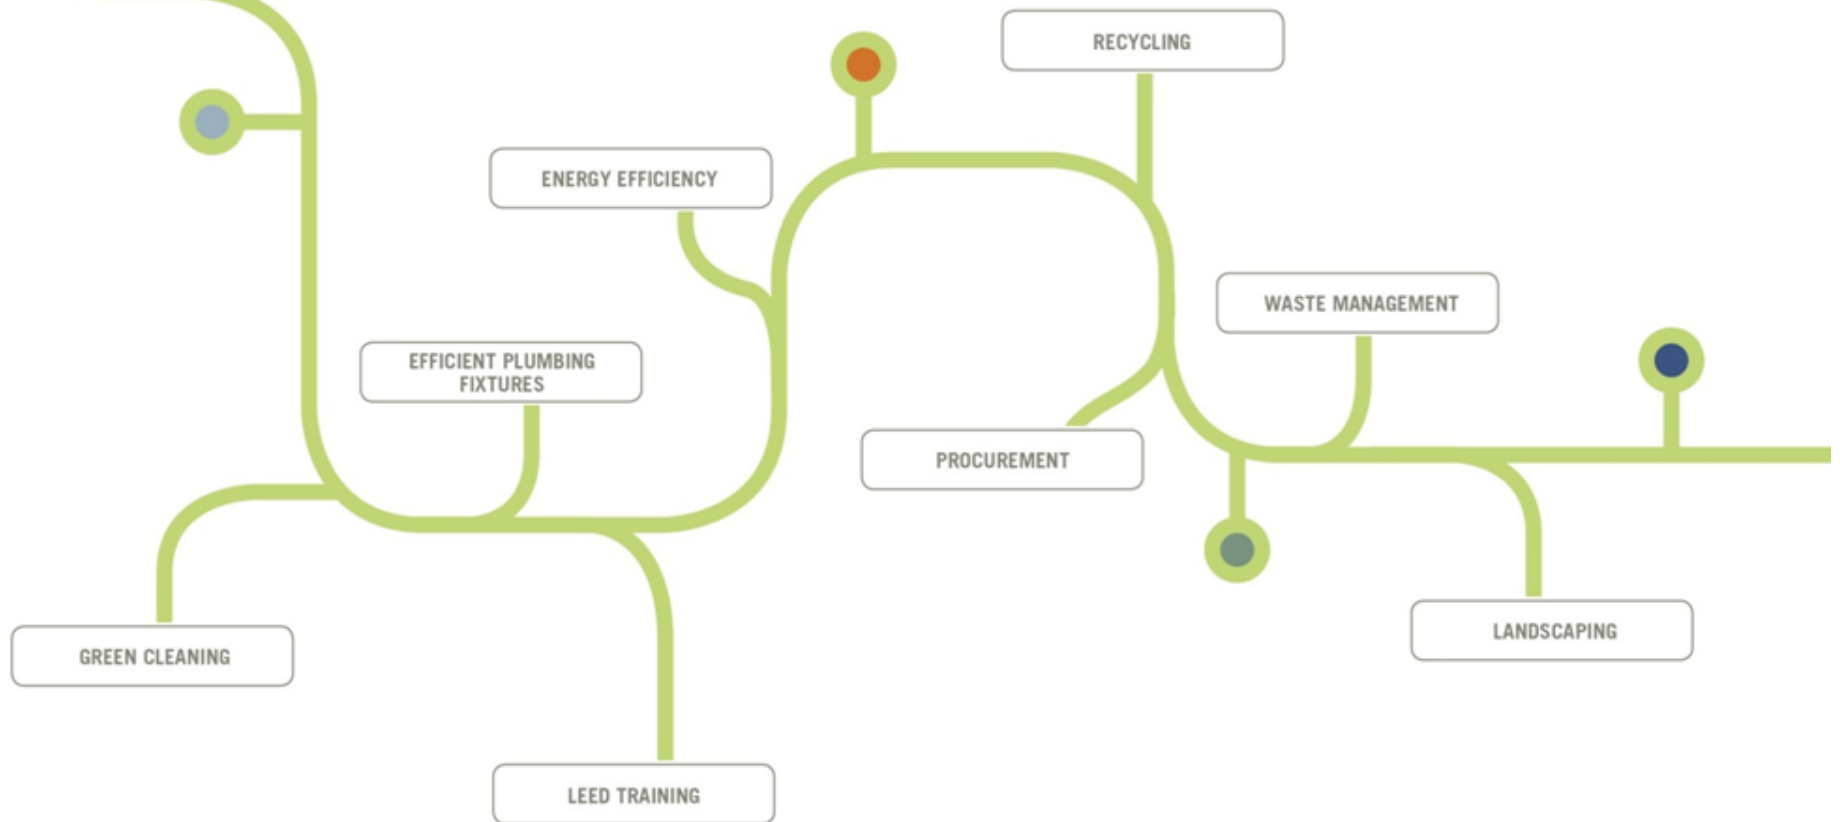 RECYCLING
ENERGY EFFICIENCY
WASTE MANAGEMENT
EFFICIENT PLUMBING
FIXTURES
PROCUREMENT
LANDSCAPING
GREEN CLEANING
LEED TRAINING